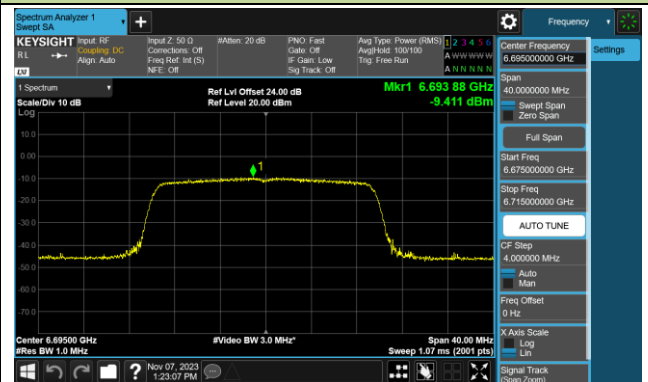 Spectrum Analyzer 1
Swept SA
Frequency
KEYSIGHT
Input: RF
Input Z: 50 Ω
#Atten: 20 dB
PNO: Fast
Avg Type: Power (RMS)
1 2 3 4 5 6
RL
Coupling: DC
Corrections: Off
Gate: Off
Avg|Hold: 100/100
A W W W W W
Align: Auto
Freq Ref: Int (S)
IF Gain: Low
Trig: Free Run
LXI
NFE: Off
Sig Track: Off
A N N N N N
Center Frequency
6.695000000 GHz
Settings
Span
40.0000000 MHz
Swept Span
Zero Span
Full Span
Start Freq
6.675000000 GHz
Stop Freq
6.715000000 GHz
AUTO TUNE
CF Step
4.000000 MHz
Auto
Man
Freq Offset
0 Hz
X Axis Scale
Log
Lin
Signal Track
(Span Zoom)
1 Spectrum
Ref Lvl Offset 24.00 dB
Mkr1 6.693 88 GHz
Scale/Div 10 dB
Ref Level 20.00 dBm
-9.411 dBm
Log
10.0
0.00
-10.0
-20.0
-30.0
-40.0
-50.0
-60.0
-70.0
1
Center 6.69500 GHz
#Video BW 3.0 MHz*
Span 40.00 MHz
#Res BW 1.0 MHz
Sweep 1.07 ms (2001 pts)
?
Nov 07, 2023
1:23:07 PM